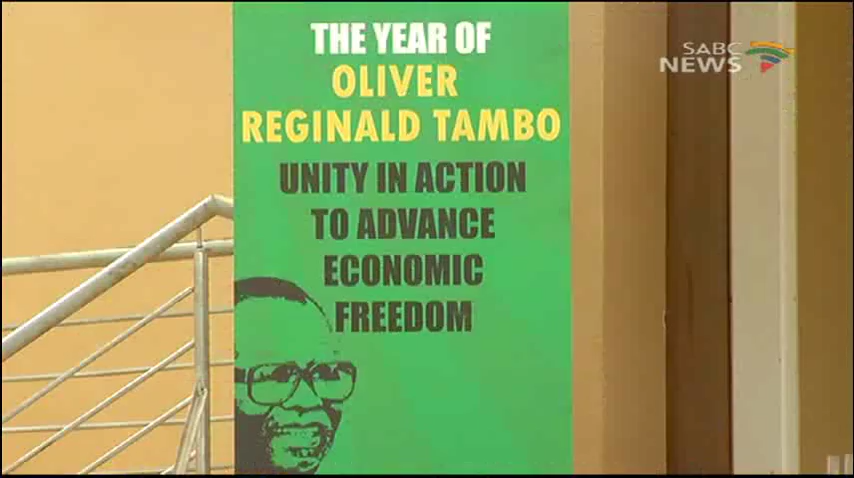 THE YEAR OF
OLIVER
REGINALD TAMBO
UNITY IN ACTION
TO ADVANCE
ECONOMIC
FREEDOM
SABC
NEWS